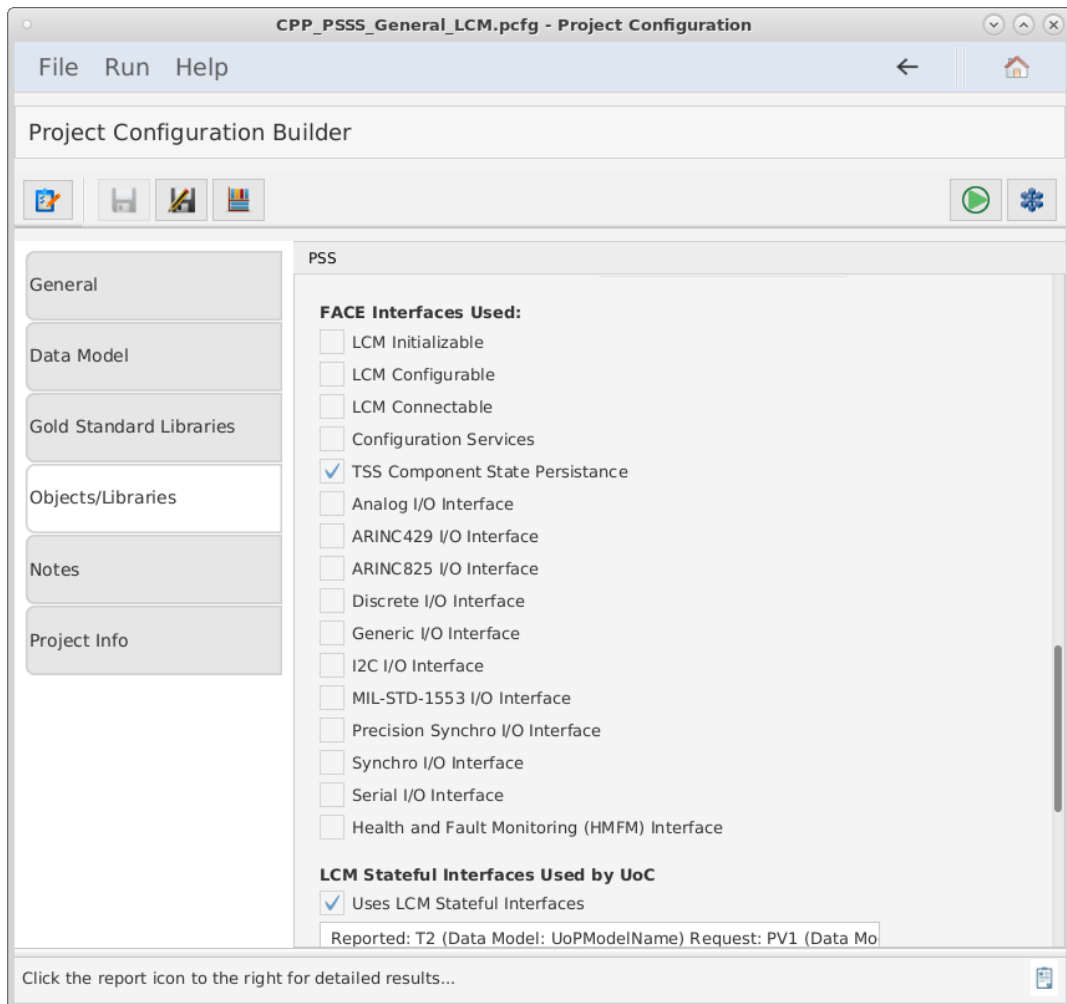 CPP_PSSS_General_LCM.pcfg - Project Configuration
File Run Help
Project Configuration Builder
PSS
General
Data Model
Gold Standard Libraries
Objects/Libraries
Notes
Project Info
FACE Interfaces Used:
LCM Initializable
LCM Configurable
LCM Connectable
Configuration Services
TSS Component State Persistance
Analog I/O Interface
ARINC429 I/O Interface
ARINC825 I/O Interface
Discrete I/O Interface
Generic I/O Interface
I2C I/O Interface
MIL-STD-1553 I/O Interface
Precision Synchro I/O Interface
Synchro I/O Interface
Serial I/O Interface
Health and Fault Monitoring (HMFM) Interface
LCM Stateful Interfaces Used by UoC
Uses LCM Stateful Interfaces
Reported: T2 (Data Model: UoPModelName) Request: PV1 (Data Mo
Click the report icon to the right for detailed results...